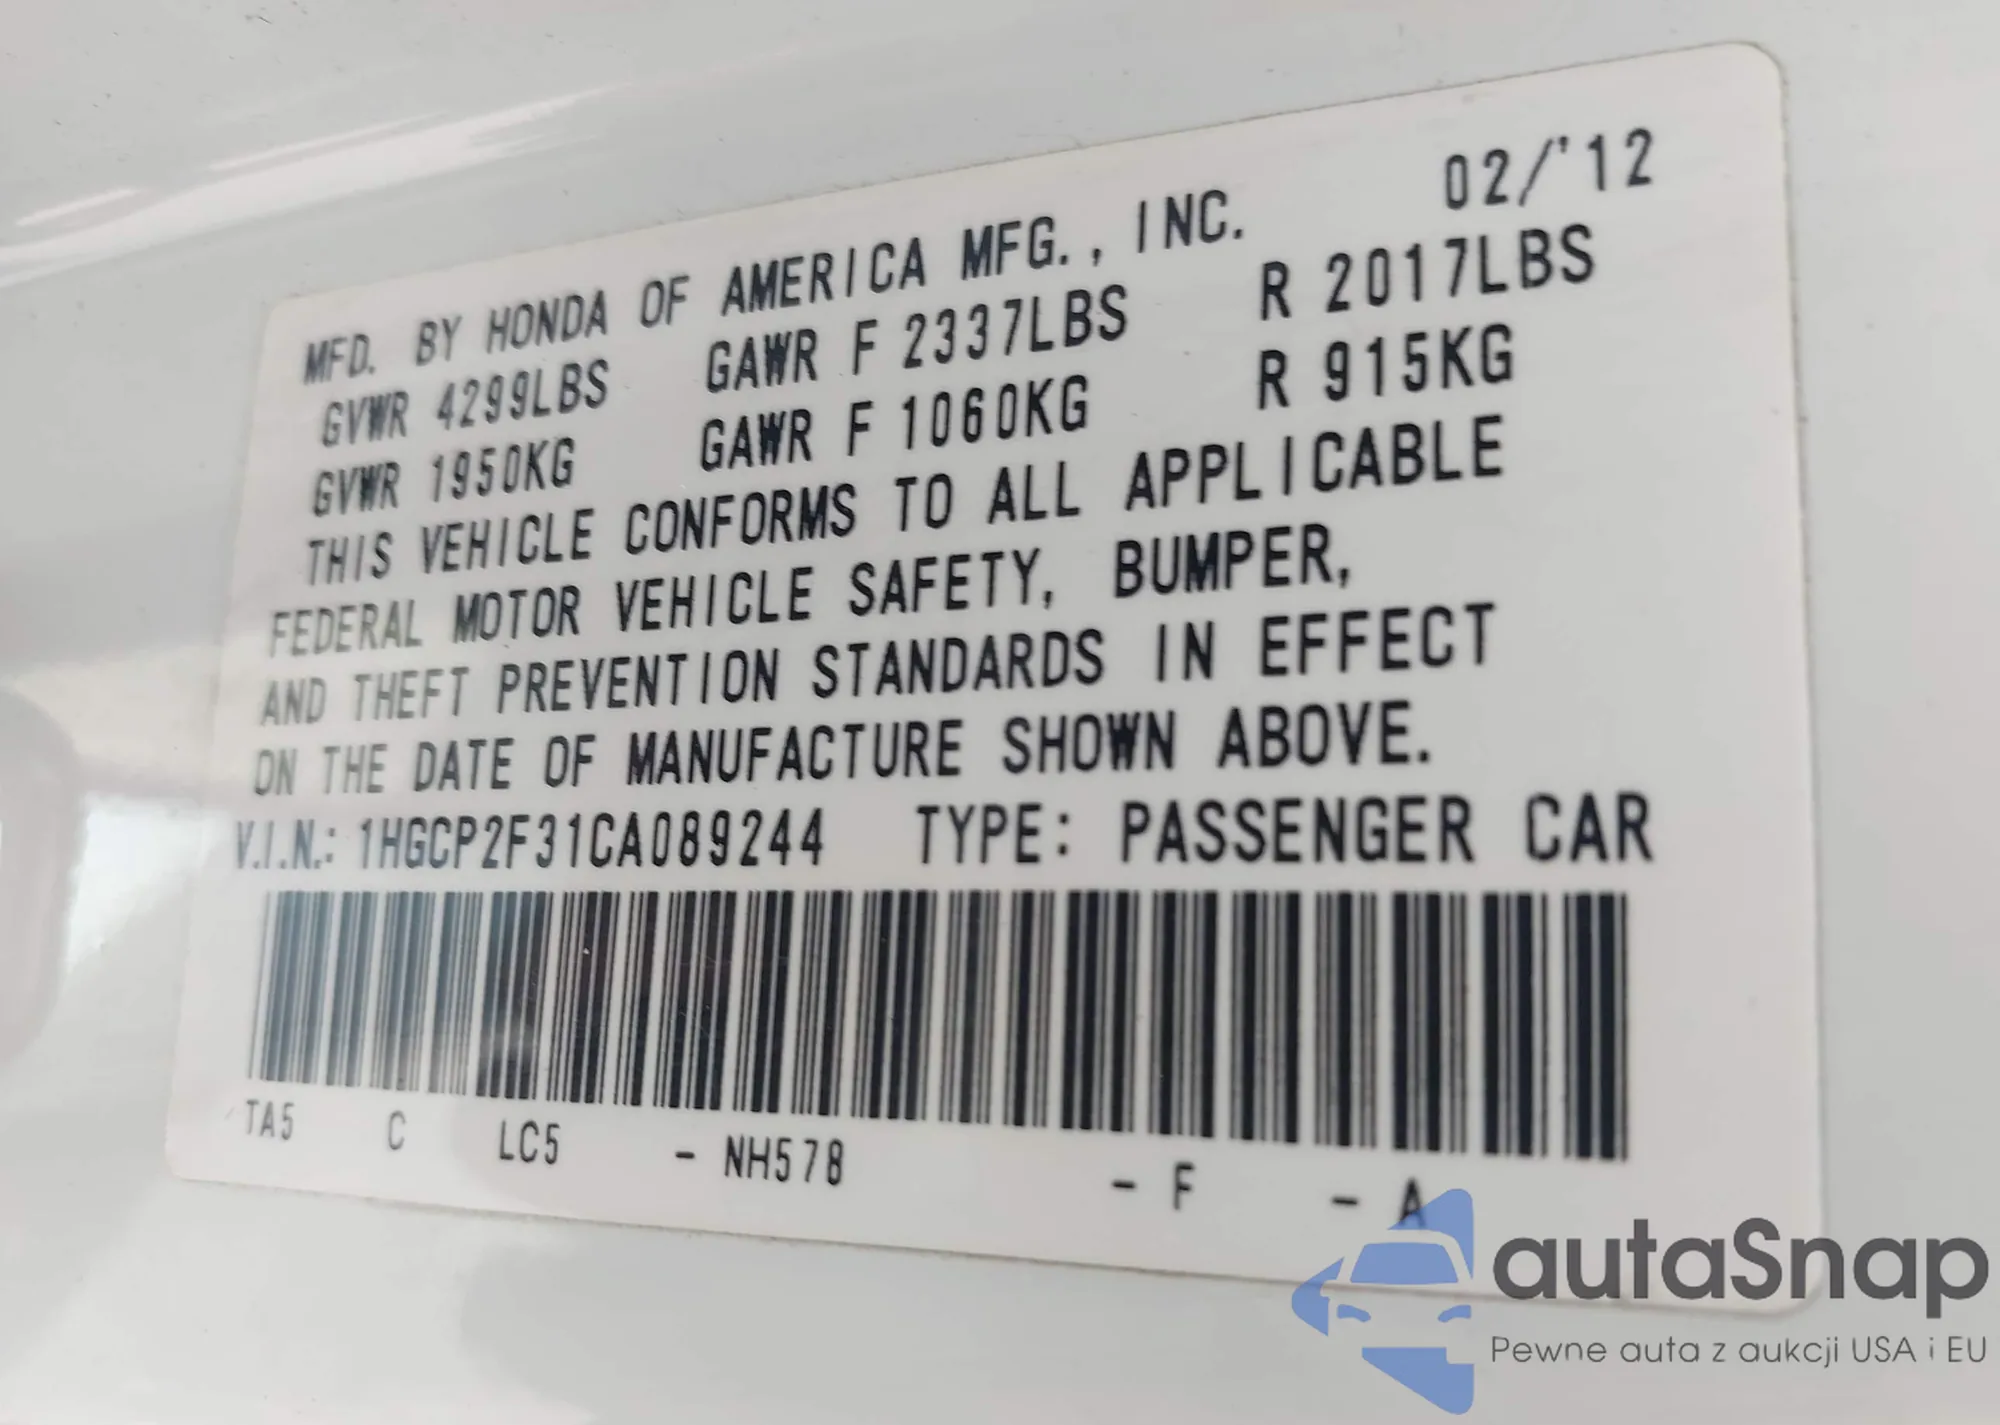 02/'12
MFD. BY HONDA OF AMERICA MFG., INC.
GVWR 4299LBS GAWR F 2337LBS R 2017LBS
GVWR 1950KG GAWR F 1060KG R 915KG
THIS VEHICLE CONFORMS TO ALL APPLICABLE
FEDERAL MOTOR VEHICLE SAFETY, BUMPER,
AND THEFT PREVENTION STANDARDS IN EFFECT
ON THE DATE OF MANUFACTURE SHOWN ABOVE.
V.I.N.: 1HGCP2F31CA089244 TYPE: PASSENGER CAR
TA5 C LC5 - NH578 - F - A
autaSnap
Pewne auta z aukcji USA i EU